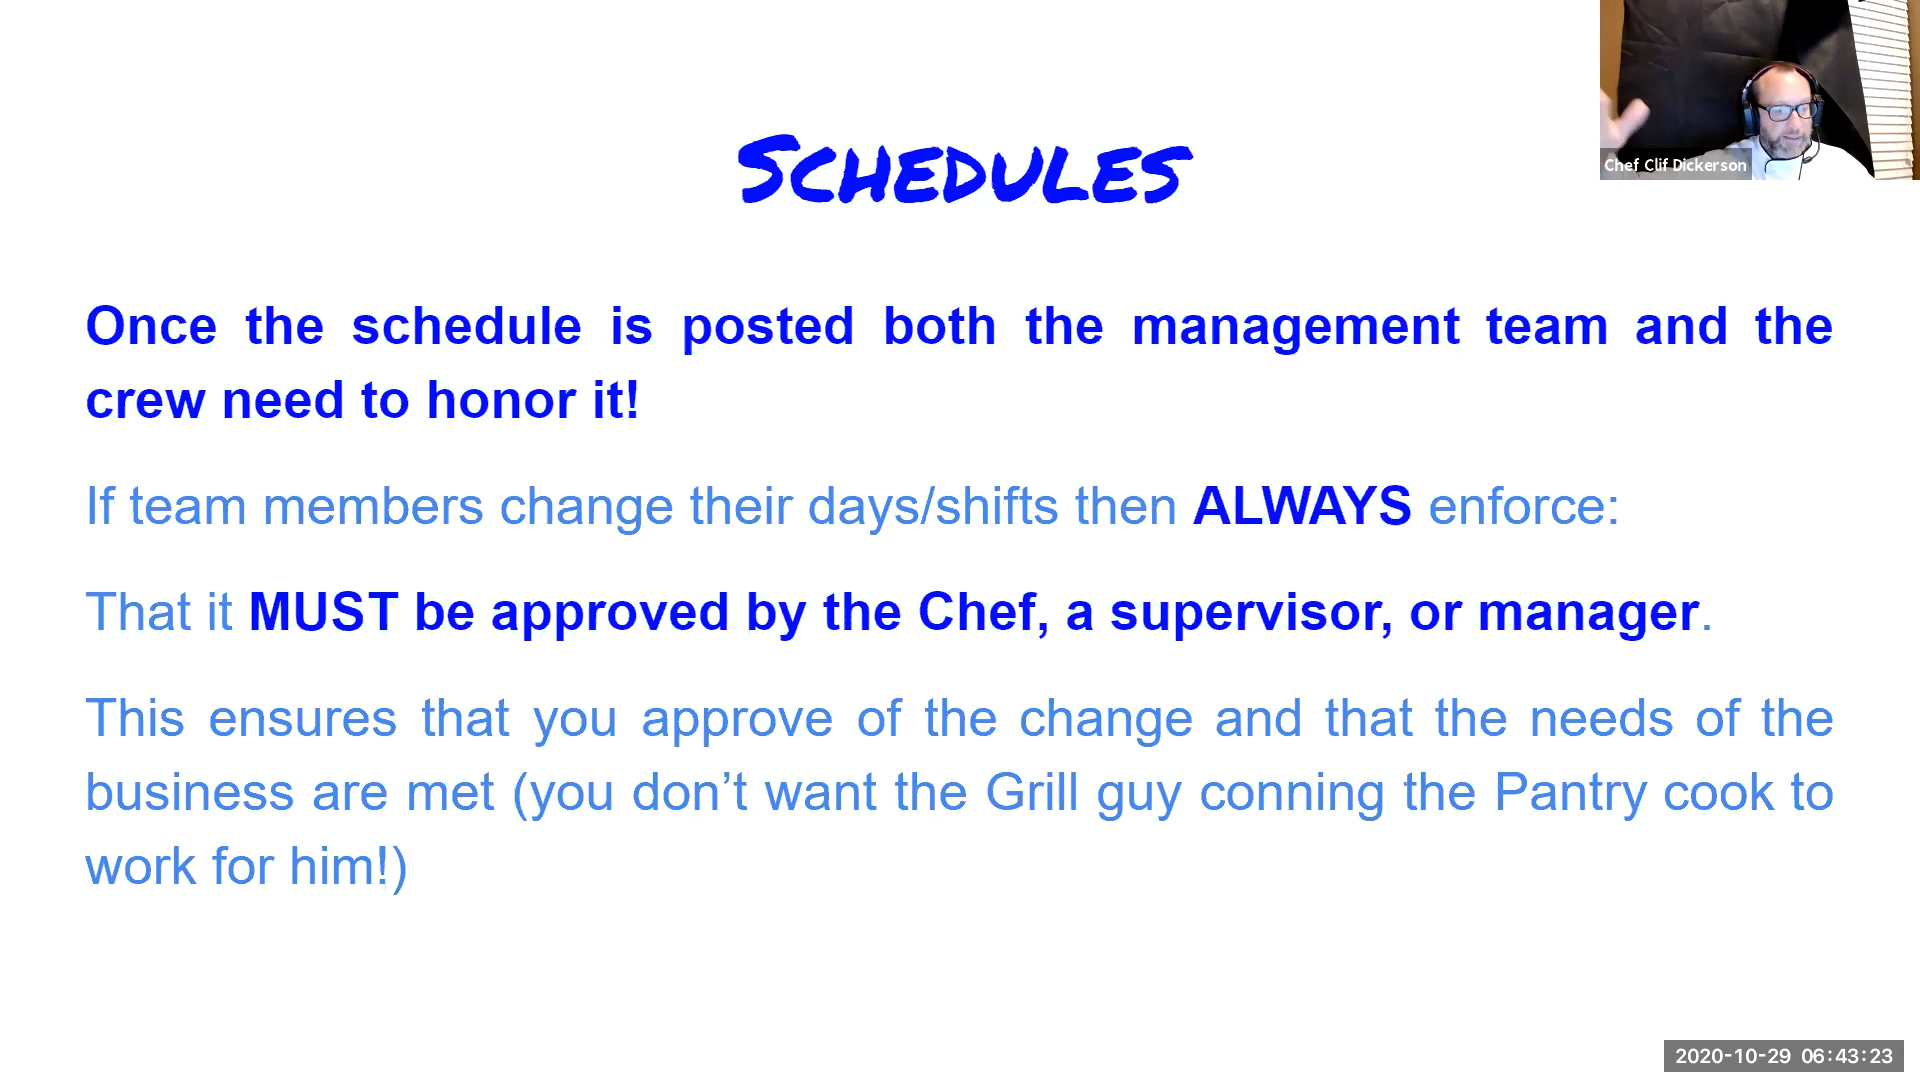 Chef Clif Dickerson
SCHEDULES
Once the schedule is posted both the management team and the
crew need to honor it!
If team members change their days/shifts then ALWAYS enforce:
That it MUST be approved by the Chef, a supervisor, or manager.
This ensures that you approve of the change and that the needs of the
business are met (you don’t want the Grill guy conning the Pantry cook to
work for him!)
2020-10-29 06:43:23